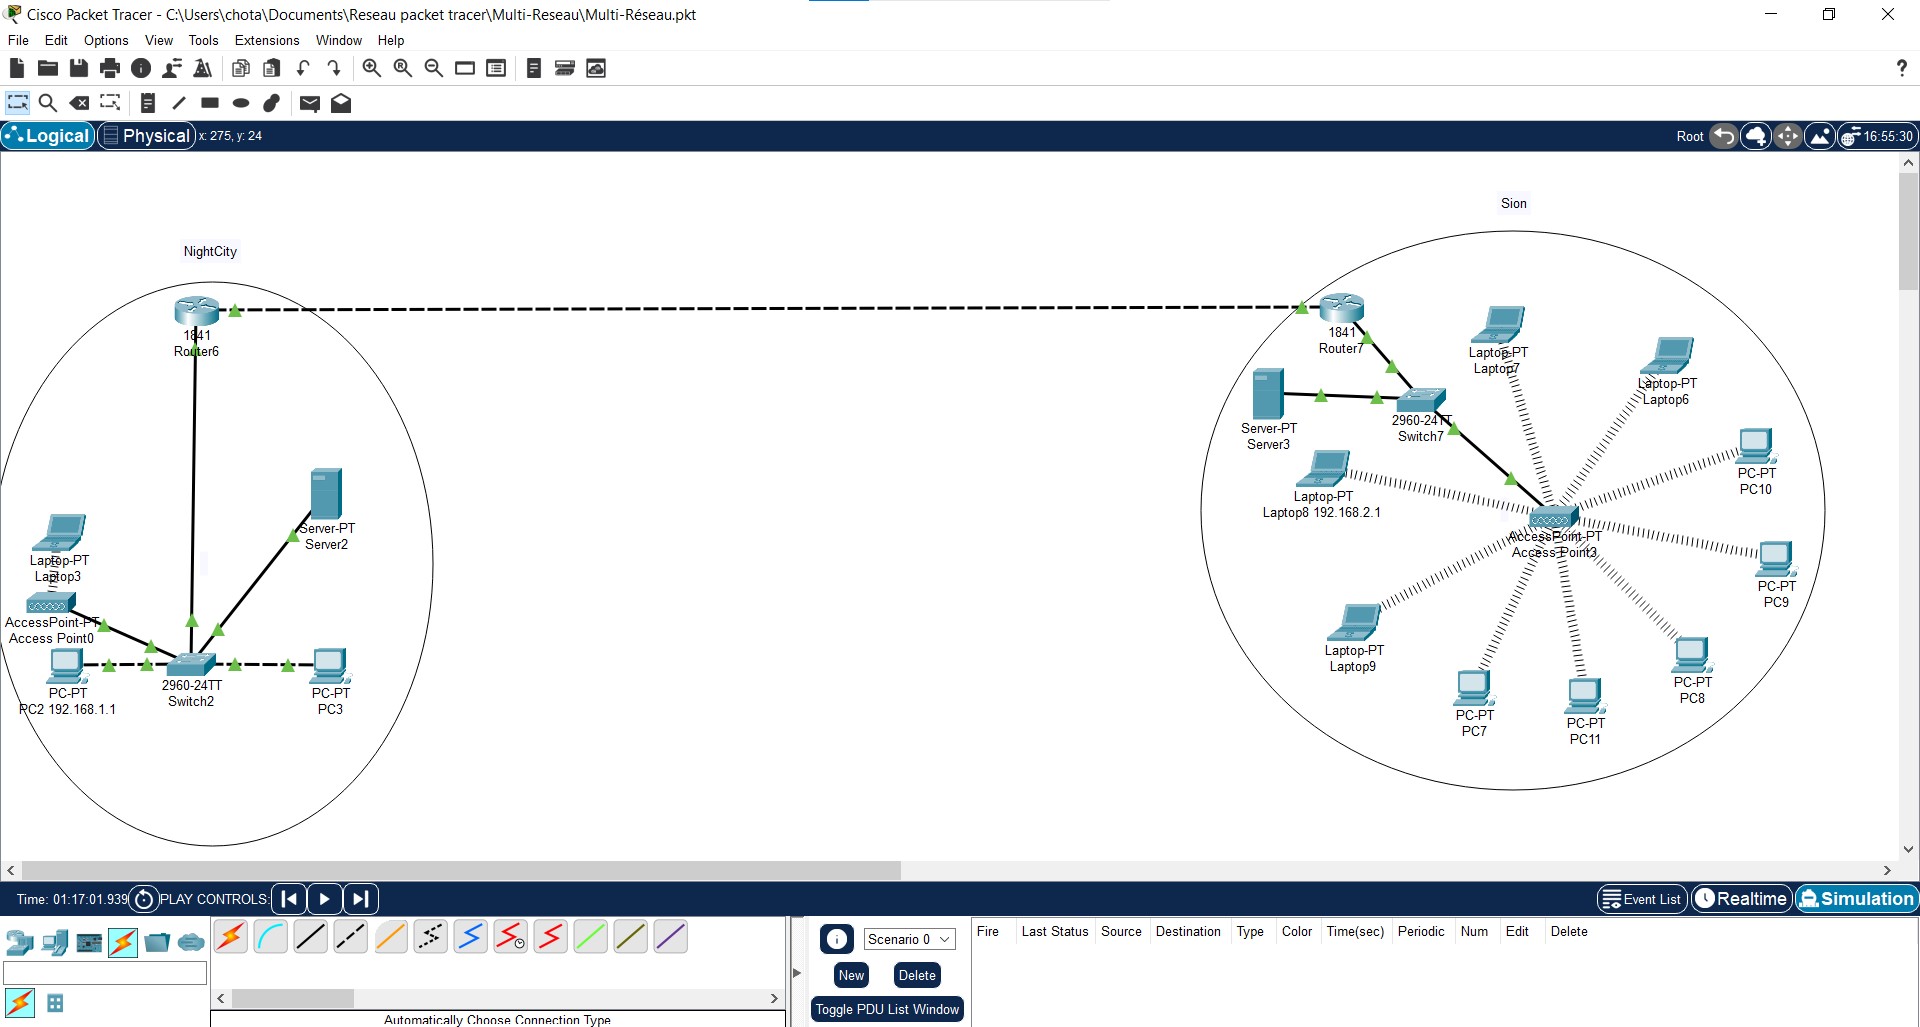 Cisco Packet Tracer - C:\Users\chota\Documents\Reseau packet tracer\Multi-Reseau\Multi-Réseau.pkt
File Edit Options View Tools Extensions Window Help
?
Logical Physical x: 275, y: 24 Root 16:55:30
Sion
NightCity
1841
Router6
1841
Router7
Laptop-PT
Laptop7
Laptop-PT
Laptop6
Server-PT
Server3
2960-24TT
Switch7
PC-PT
PC10
Laptop-PT
Laptop8 192.168.2.1
AccessPoint-PT
Access Point3
Server-PT
Server2
Laptop-PT
Laptop3
AccessPoint-PT
Access Point0
PC-PT
PC9
Laptop-PT
Laptop9
PC-PT
PC2 192.168.1.1
2960-24TT
Switch2
PC-PT
PC3
PC-PT
PC8
PC-PT
PC7
PC-PT
PC11
Time: 01:17:01.939 PLAY CONTROLS: Event List Realtime Simulation
Scenario 0
New Delete
Toggle PDU List Window
Fire Last Status Source Destination Type Color Time(sec) Periodic Num Edit Delete
Automatically Choose Connection Type